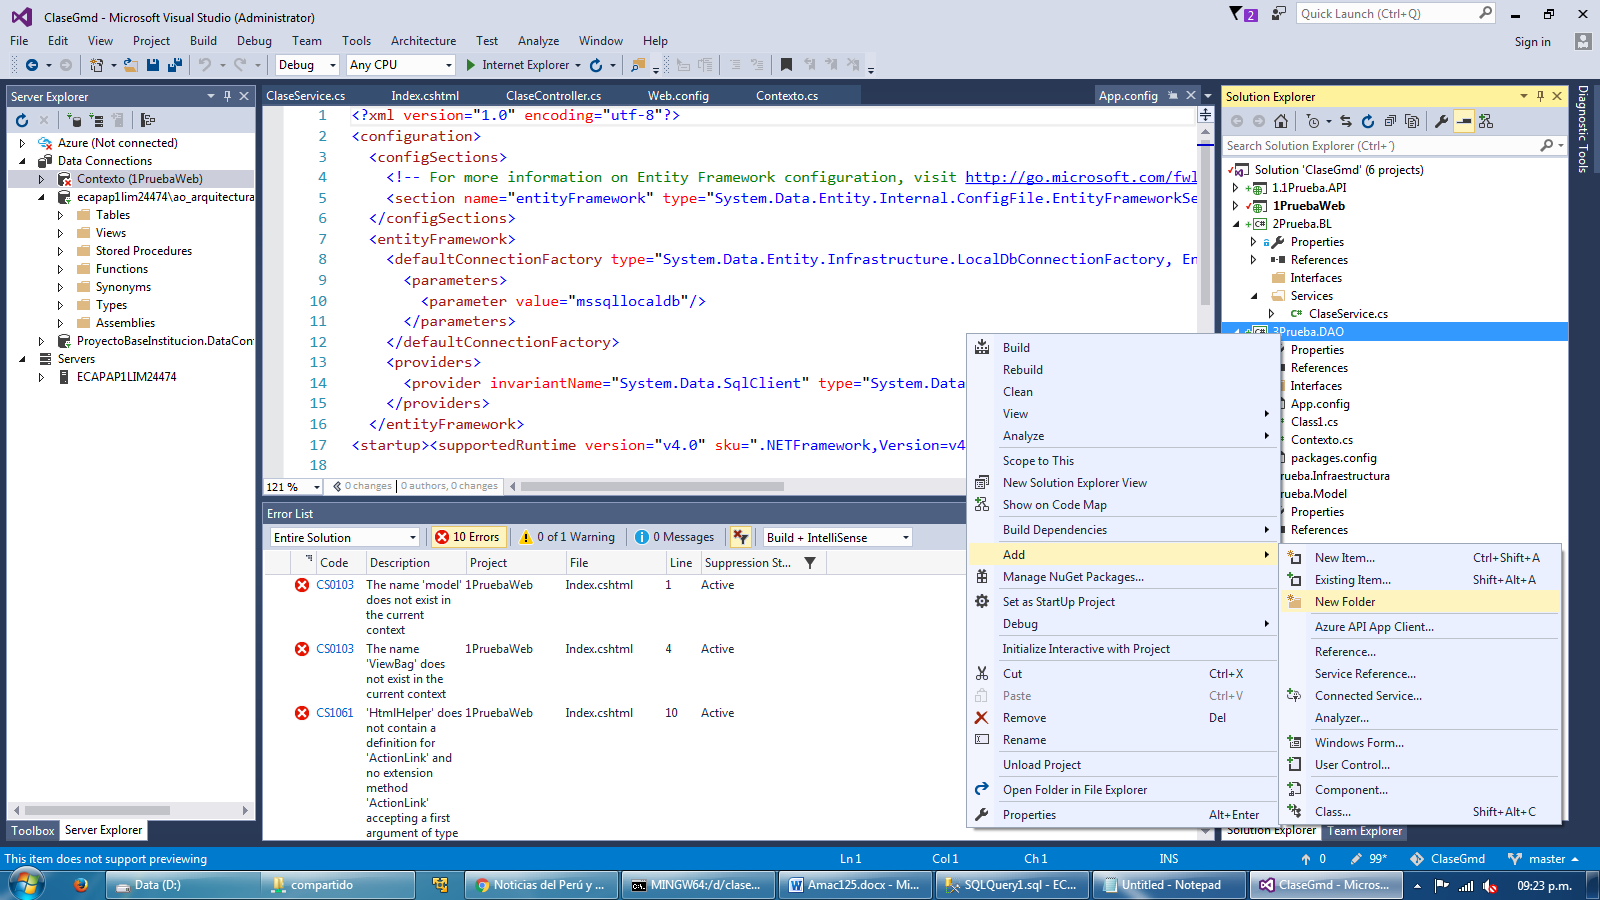 ClaseGmd - Microsoft Visual Studio (Administrator)
2
Quick Launch (Ctrl+Q)
File Edit View Project Build Debug Team Tools Architecture Test Analyze Window Help
Sign in
Debug
Any CPU
Internet Explorer
Server Explorer
Azure (Not connected)
Data Connections
Contexto (1PruebaWeb)
ecapap1lim24474\ao_arquitectura
Tables
Views
Stored Procedures
Functions
Synonyms
Types
Assemblies
ProyectoBaseInstitucion.DataCon
Servers
ECAPAP1LIM24474
Toolbox Server Explorer
ClaseService.cs Index.cshtml ClaseController.cs Web.config Contexto.cs App.config
1 <?xml version="1.0" encoding="utf-8"?>
2 <configuration>
3 <configSections>
4 <!-- For more information on Entity Framework configuration, visit http://go.microsoft.com/fwl
5 <section name="entityFramework" type="System.Data.Entity.Internal.ConfigFile.EntityFrameworkSe
6 </configSections>
7 <entityFramework>
8 <defaultConnectionFactory type="System.Data.Entity.Infrastructure.LocalDbConnectionFactory, En
9 <parameters>
10 <parameter value="mssqllocaldb"/>
11 </parameters>
12 </defaultConnectionFactory>
13 <providers>
14 <provider invariantName="System.Data.SqlClient" type="System.Data
15 </providers>
16 </entityFramework>
17 <startup><supportedRuntime version="v4.0" sku=".NETFramework,Version=v4
18
121 % 0 changes 0 authors, 0 changes
Error List
Entire Solution 10 Errors 0 of 1 Warning 0 Messages Build + IntelliSense
Code Description Project File Line Suppression St...
CS0103 The name 'model' 1PruebaWeb Index.cshtml 1 Active
does not exist in
the current
context
CS0103 The name 1PruebaWeb Index.cshtml 4 Active
'ViewBag' does
not exist in the
current context
CS1061 'HtmlHelper' does 1PruebaWeb Index.cshtml 10 Active
not contain a
definition for
'ActionLink' and
no extension
method
'ActionLink'
accepting a first
argument of type
Solution Explorer
Search Solution Explorer (Ctrl+´)
Solution 'ClaseGmd' (6 projects)
1.1Prueba.API
1PruebaWeb
2Prueba.BL
Properties
References
Interfaces
Services
ClaseService.cs
3Prueba.DAO
Properties
References
Interfaces
App.config
Class1.cs
Contexto.cs
packages.config
rueba.Infrastructura
rueba.Model
Properties
References
Solution Explorer Team Explorer
Diagnostic Tools
Build
Rebuild
Clean
View
Analyze
Scope to This
New Solution Explorer View
Show on Code Map
Build Dependencies
Add
Manage NuGet Packages...
Set as StartUp Project
Debug
Initialize Interactive with Project
Cut Ctrl+X
Paste Ctrl+V
Remove Del
Rename
Unload Project
Open Folder in File Explorer
Properties Alt+Enter
New Item... Ctrl+Shift+A
Existing Item... Shift+Alt+A
New Folder
Azure API App Client...
Reference...
Service Reference...
Connected Service...
Analyzer...
Windows Form...
User Control...
Component...
Class... Shift+Alt+C
This item does not support previewing Ln 1 Col 1 Ch 1 INS 0 99* ClaseGmd master
Data (D:) compartido Noticias del Perú y ... MINGW64:/d/clase... Amac125.docx - Mi... SQLQuery1.sql - EC... Untitled - Notepad ClaseGmd - Micros... 09:23 p.m.